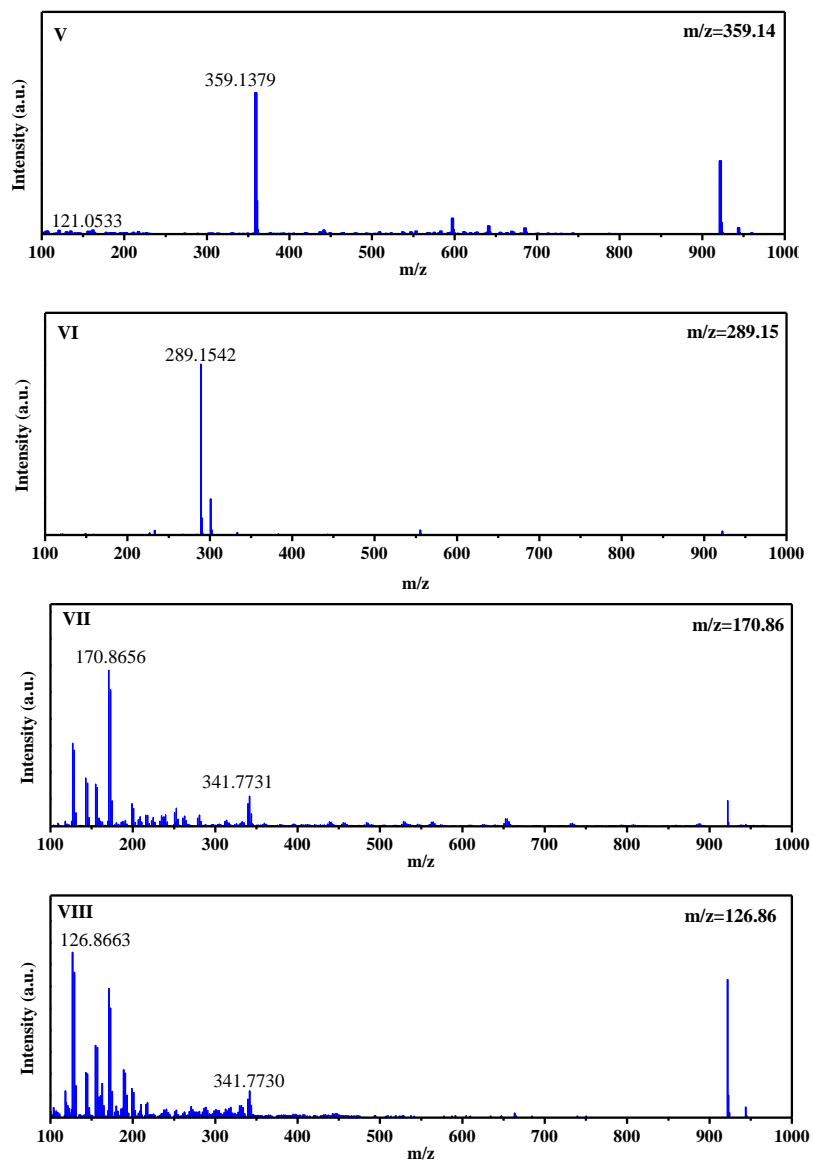 V
m/z=359.14
359.1379
121.0533
Intensity (a.u.)
100 200 300 400 500 600 700 800 900 100(
m/z
VI
m/z=289.15
289.1542
Intensity (a.u.)
100 200 300 400 500 600 700 800 900 1000
m/z
VII
m/z=170.86
170.8656
341.7731
Intensity (a.u.)
100 200 300 400 500 600 700 800 900 1000
m/z
VIII
m/z=126.86
126.8663
341.7730
Intensity (a.u.)
100 200 300 400 500 600 700 800 900 1000
m/z